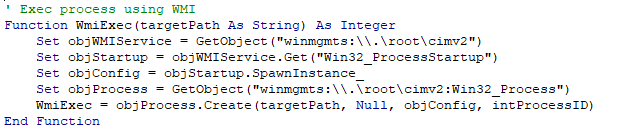 ' Exec process using WMI
Function WmiExec(targetPath As String) As Integer
    Set objWMIService = GetObject("winmgmts:\\.\root\cimv2")
    Set objStartup = objWMIService.Get("Win32_ProcessStartup")
    Set objConfig = objStartup.SpawnInstance_
    Set objProcess = GetObject("winmgmts:\\.\root\cimv2:Win32_Process")
    WmiExec = objProcess.Create(targetPath, Null, objConfig, intProcessID)
End Function